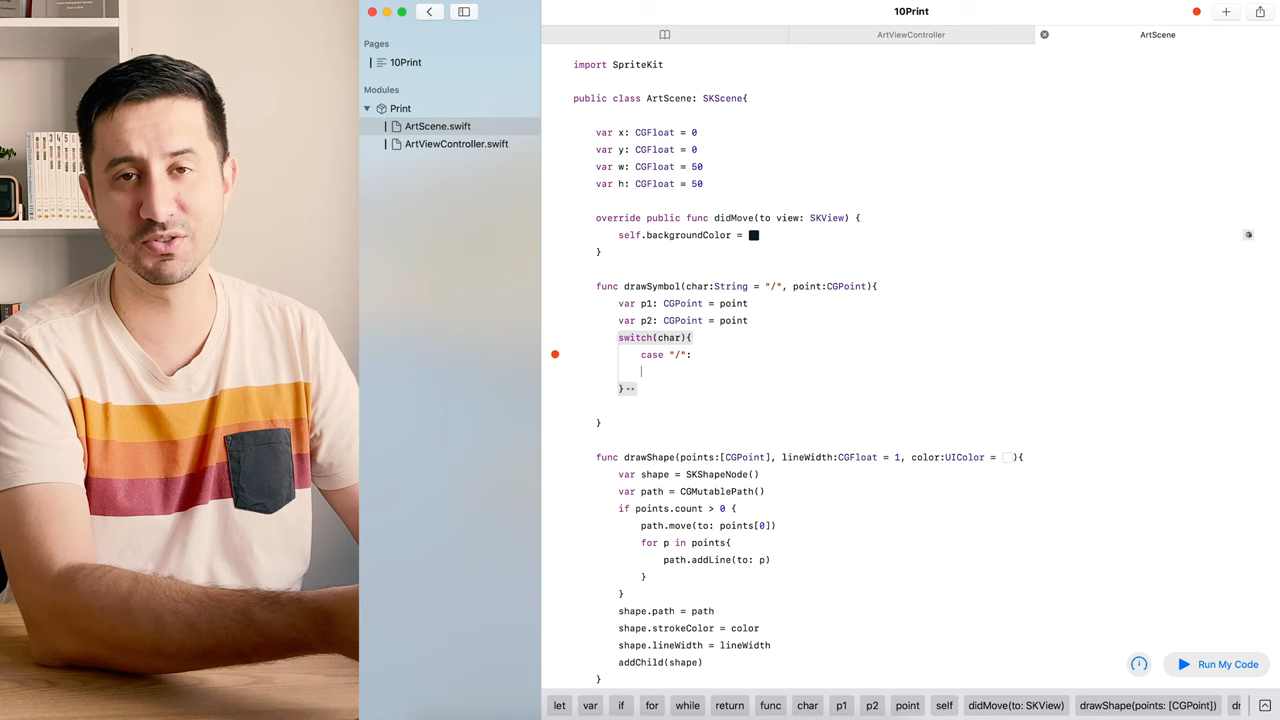 10Print
Pages
10Print
Modules
Print
ArtScene.swift
ArtViewController.swift
ArtViewController
ArtScene
import SpriteKit
public class ArtScene: SKScene{
var x: CGFloat = 0
var y: CGFloat = 0
var w: CGFloat = 50
var h: CGFloat = 50
override public func didMove(to view: SKView) {
self.backgroundColor =
}
func drawSymbol(char:String = "/", point:CGPoint){
var p1: CGPoint = point
var p2: CGPoint = point
switch(char){
case "/":
}
}
func drawShape(points:[CGPoint], lineWidth:CGFloat = 1, color:UIColor = ){
var shape = SKShapeNode()
var path = CGMutablePath()
if points.count > 0 {
path.move(to: points[0])
for p in points{
path.addLine(to: p)
}
}
shape.path = path
shape.strokeColor = color
shape.lineWidth = lineWidth
addChild(shape)
}
Run My Code
let var if for while return func char p1 p2 point self didMove(to: SKView) drawShape(points: [CGPoint])